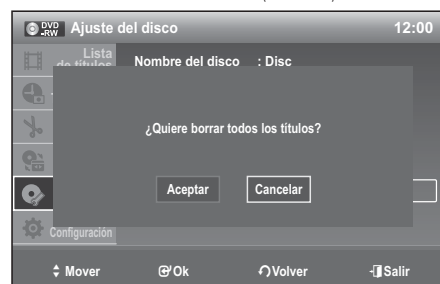 DVD -RW Ajuste del disco 12:00
Lista
de títulos
Nombre del disco : Disc
¿Quiere borrar todos los títulos?
Aceptar Cancelar
Configuración
Mover Ok Volver Salir